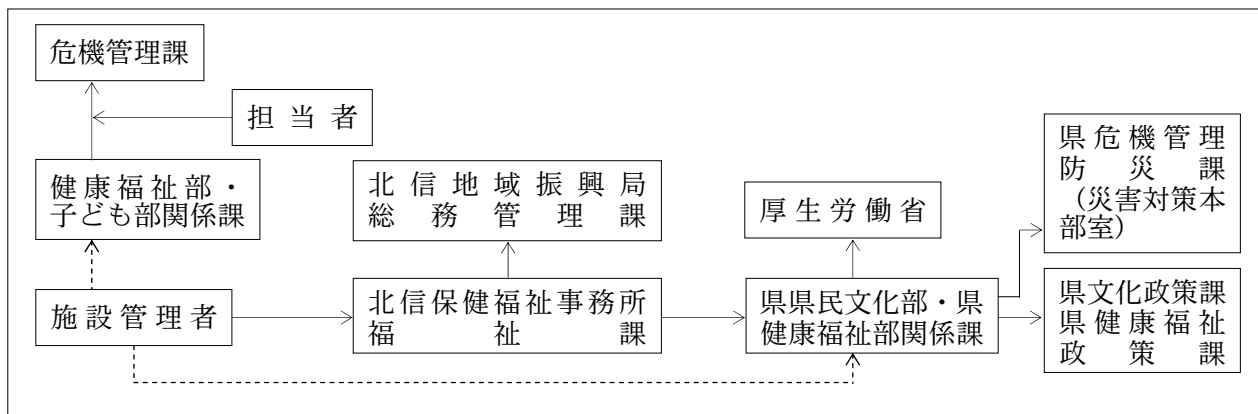 危機管理課
担当者
健康福祉部・
子ども部関係課
施設管理者
北信地域振興局
総務管理課
北信保健福祉事務所
福祉課
厚生労働省
県県民文化部・県
健康福祉部関係課
県危機管理
防災課
（災害対策本
部室）
県文化政策課
県健康福祉
政策課